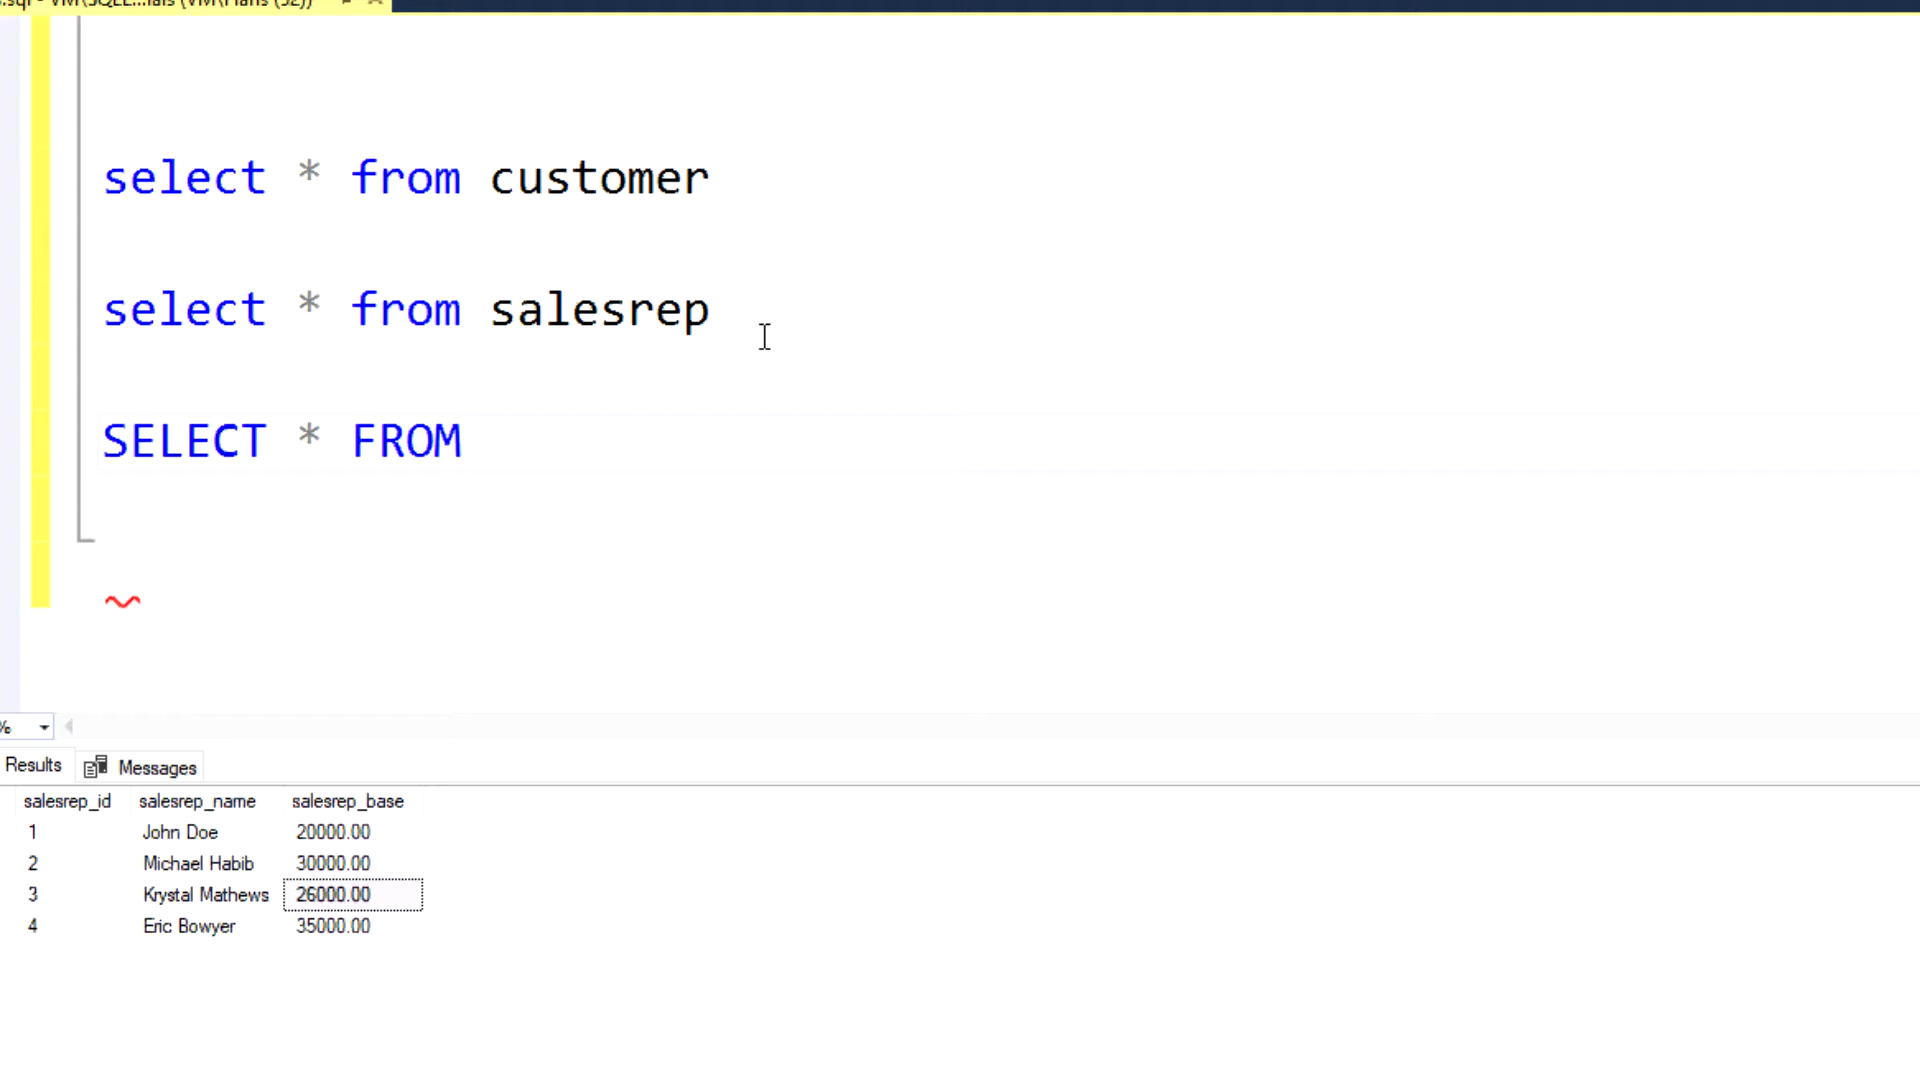 select * from customer
select * from salesrep
SELECT * FROM
%
Results Messages
salesrep_id salesrep_name salesrep_base
1 John Doe 20000.00
2 Michael Habib 30000.00
3 Krystal Mathews 26000.00
4 Eric Bowyer 35000.00